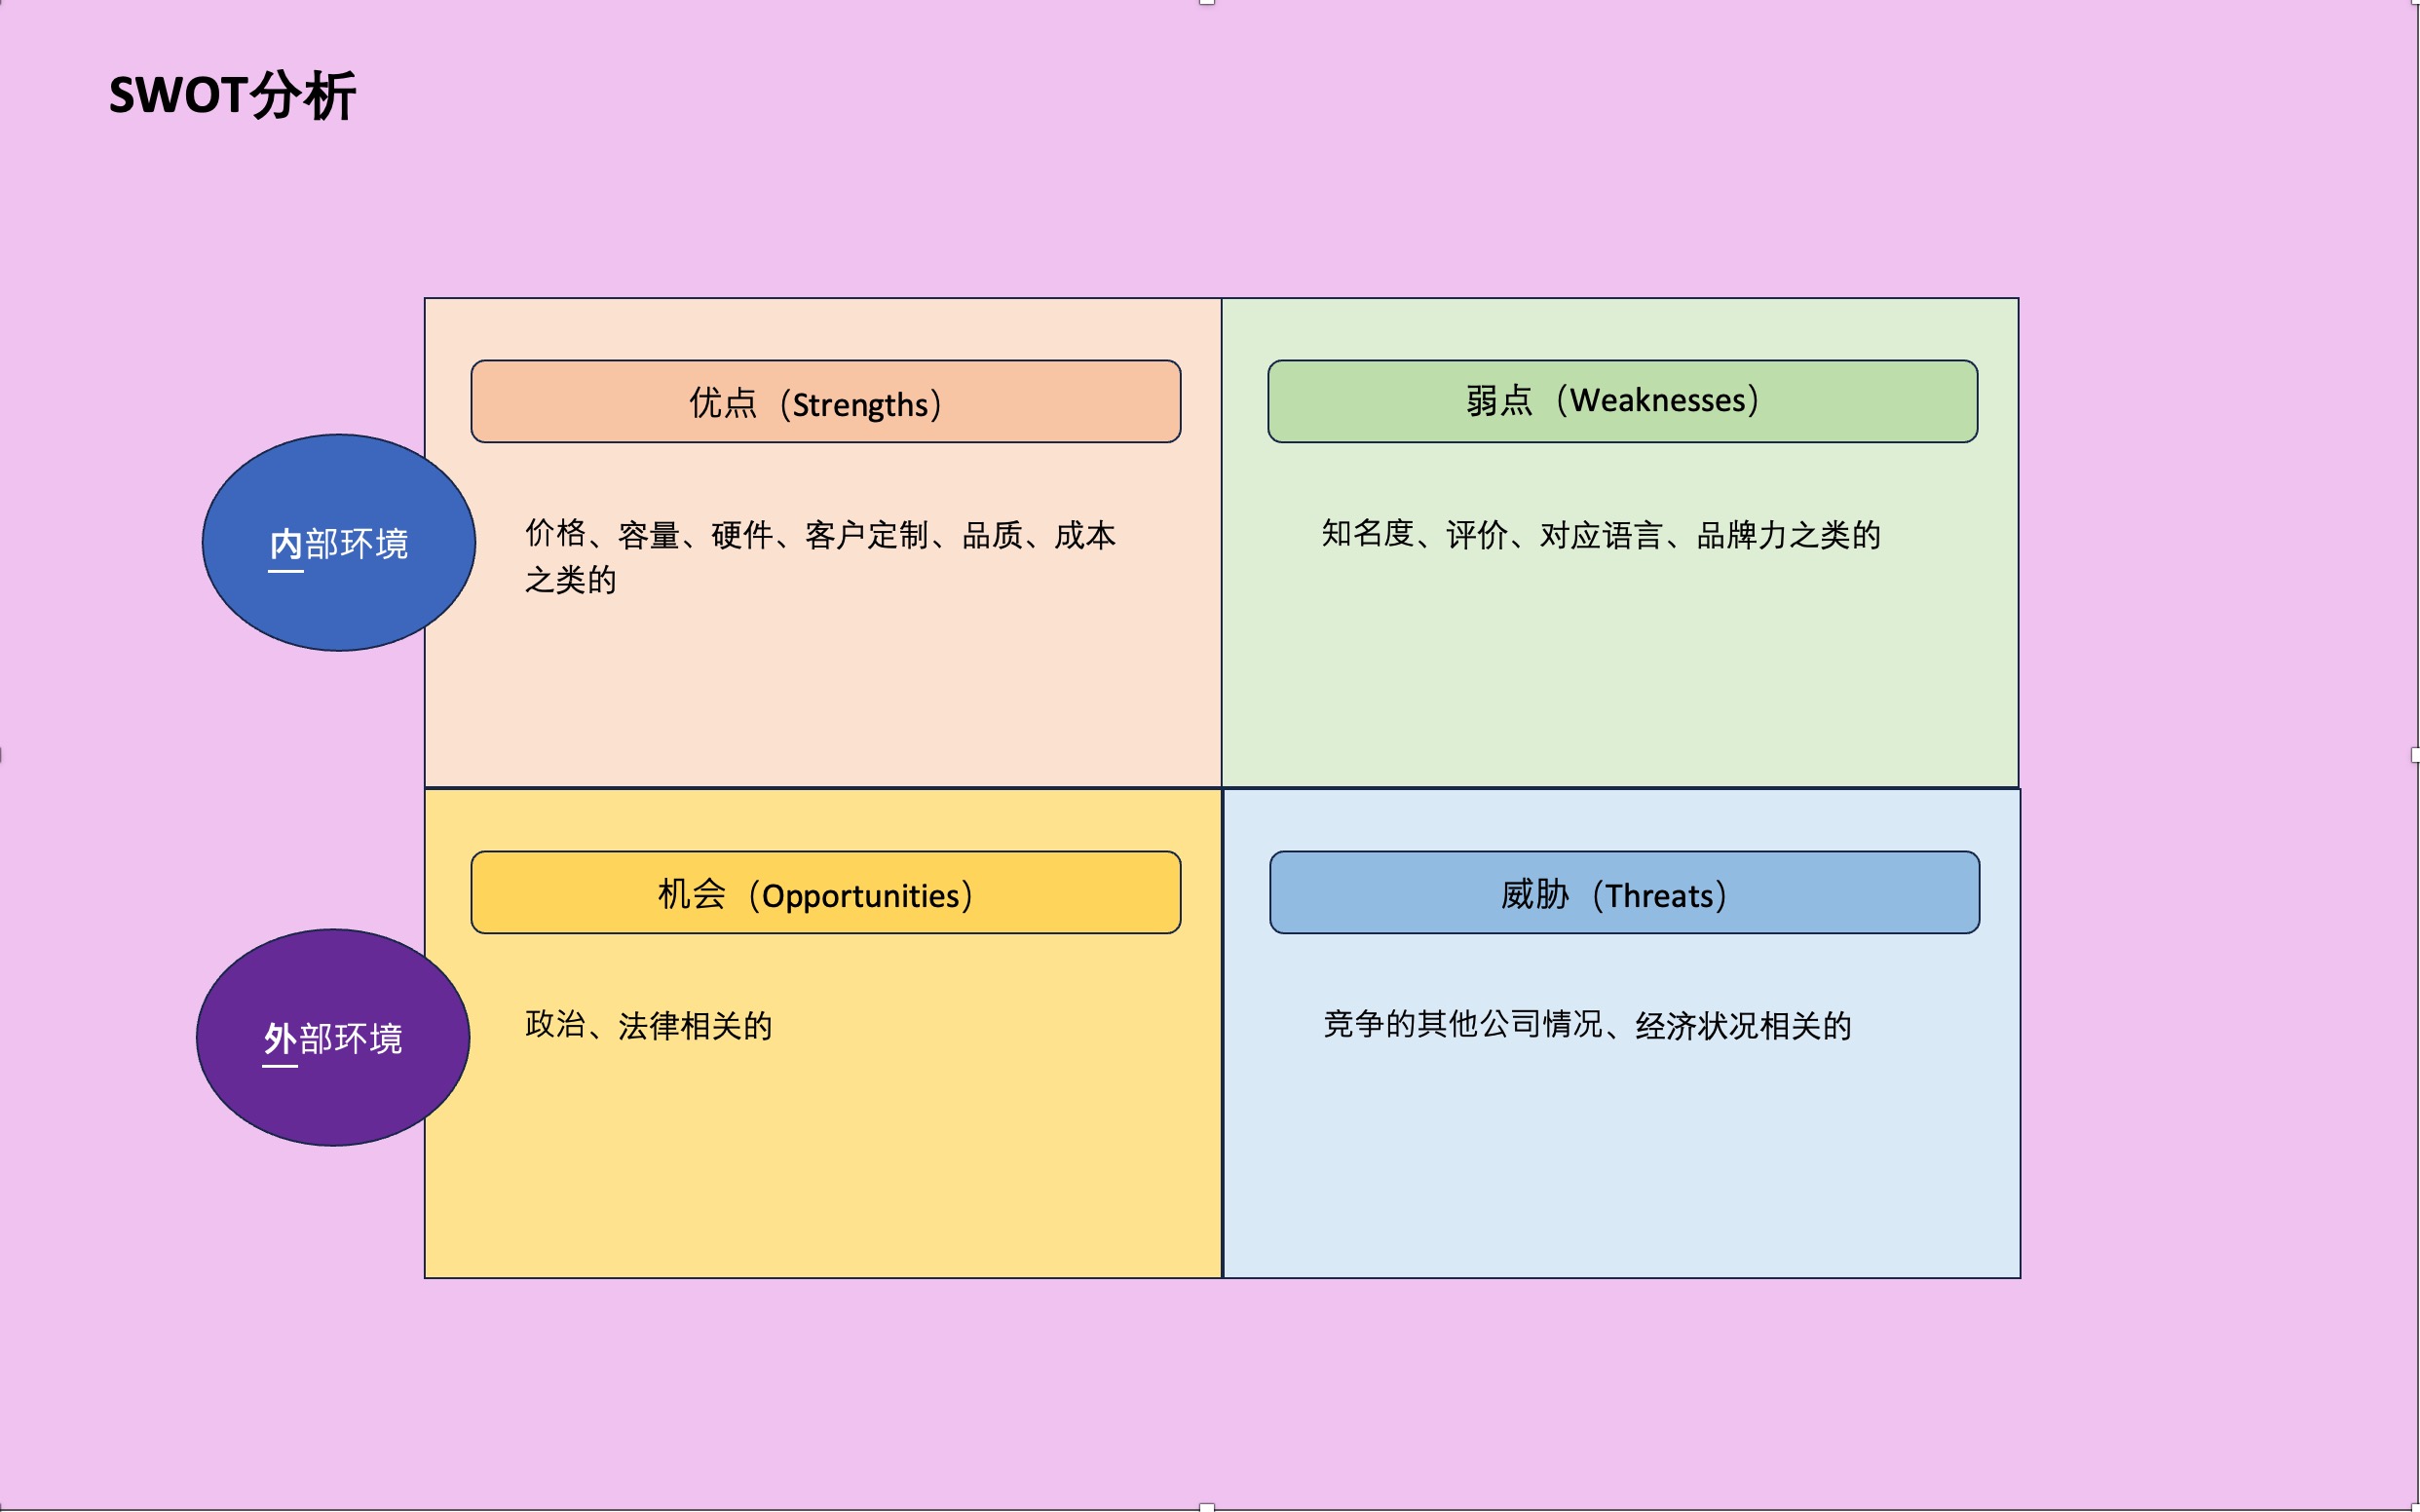 SWOT分析
优点（Strengths）
弱点（Weaknesses）
内部环境
价格、容量、硬件、客户定制、品质、成本
之类的
知名度、评价、对应语言、品牌力之类的
机会（Opportunities）
威胁（Threats）
外部环境
政治、法律相关的
竞争的其他公司情况、经济状况相关的